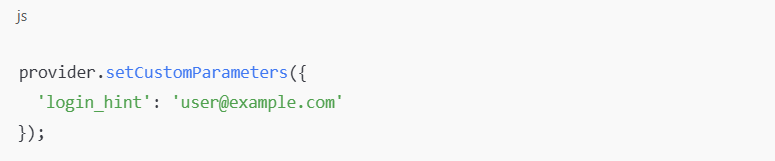 js
provider.setCustomParameters({
  'login_hint': 'user@example.com'
});